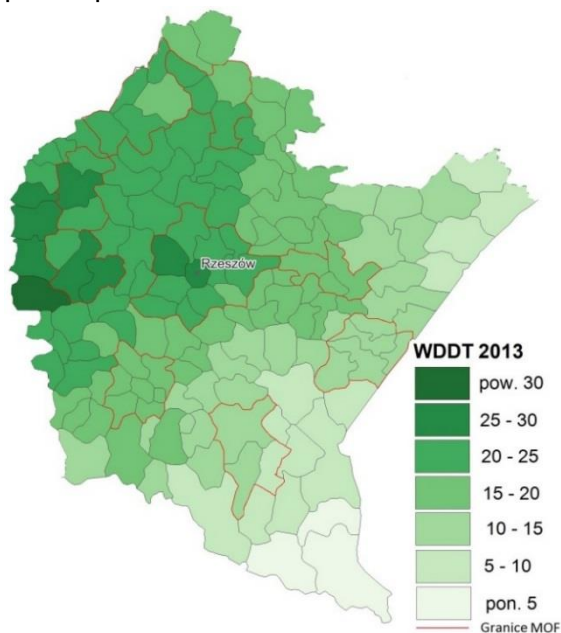 Rzeszów
WDDT 2013
pow. 30
25 - 30
20 - 25
15 - 20
10 - 15
5 - 10
pon. 5
Granice MOF